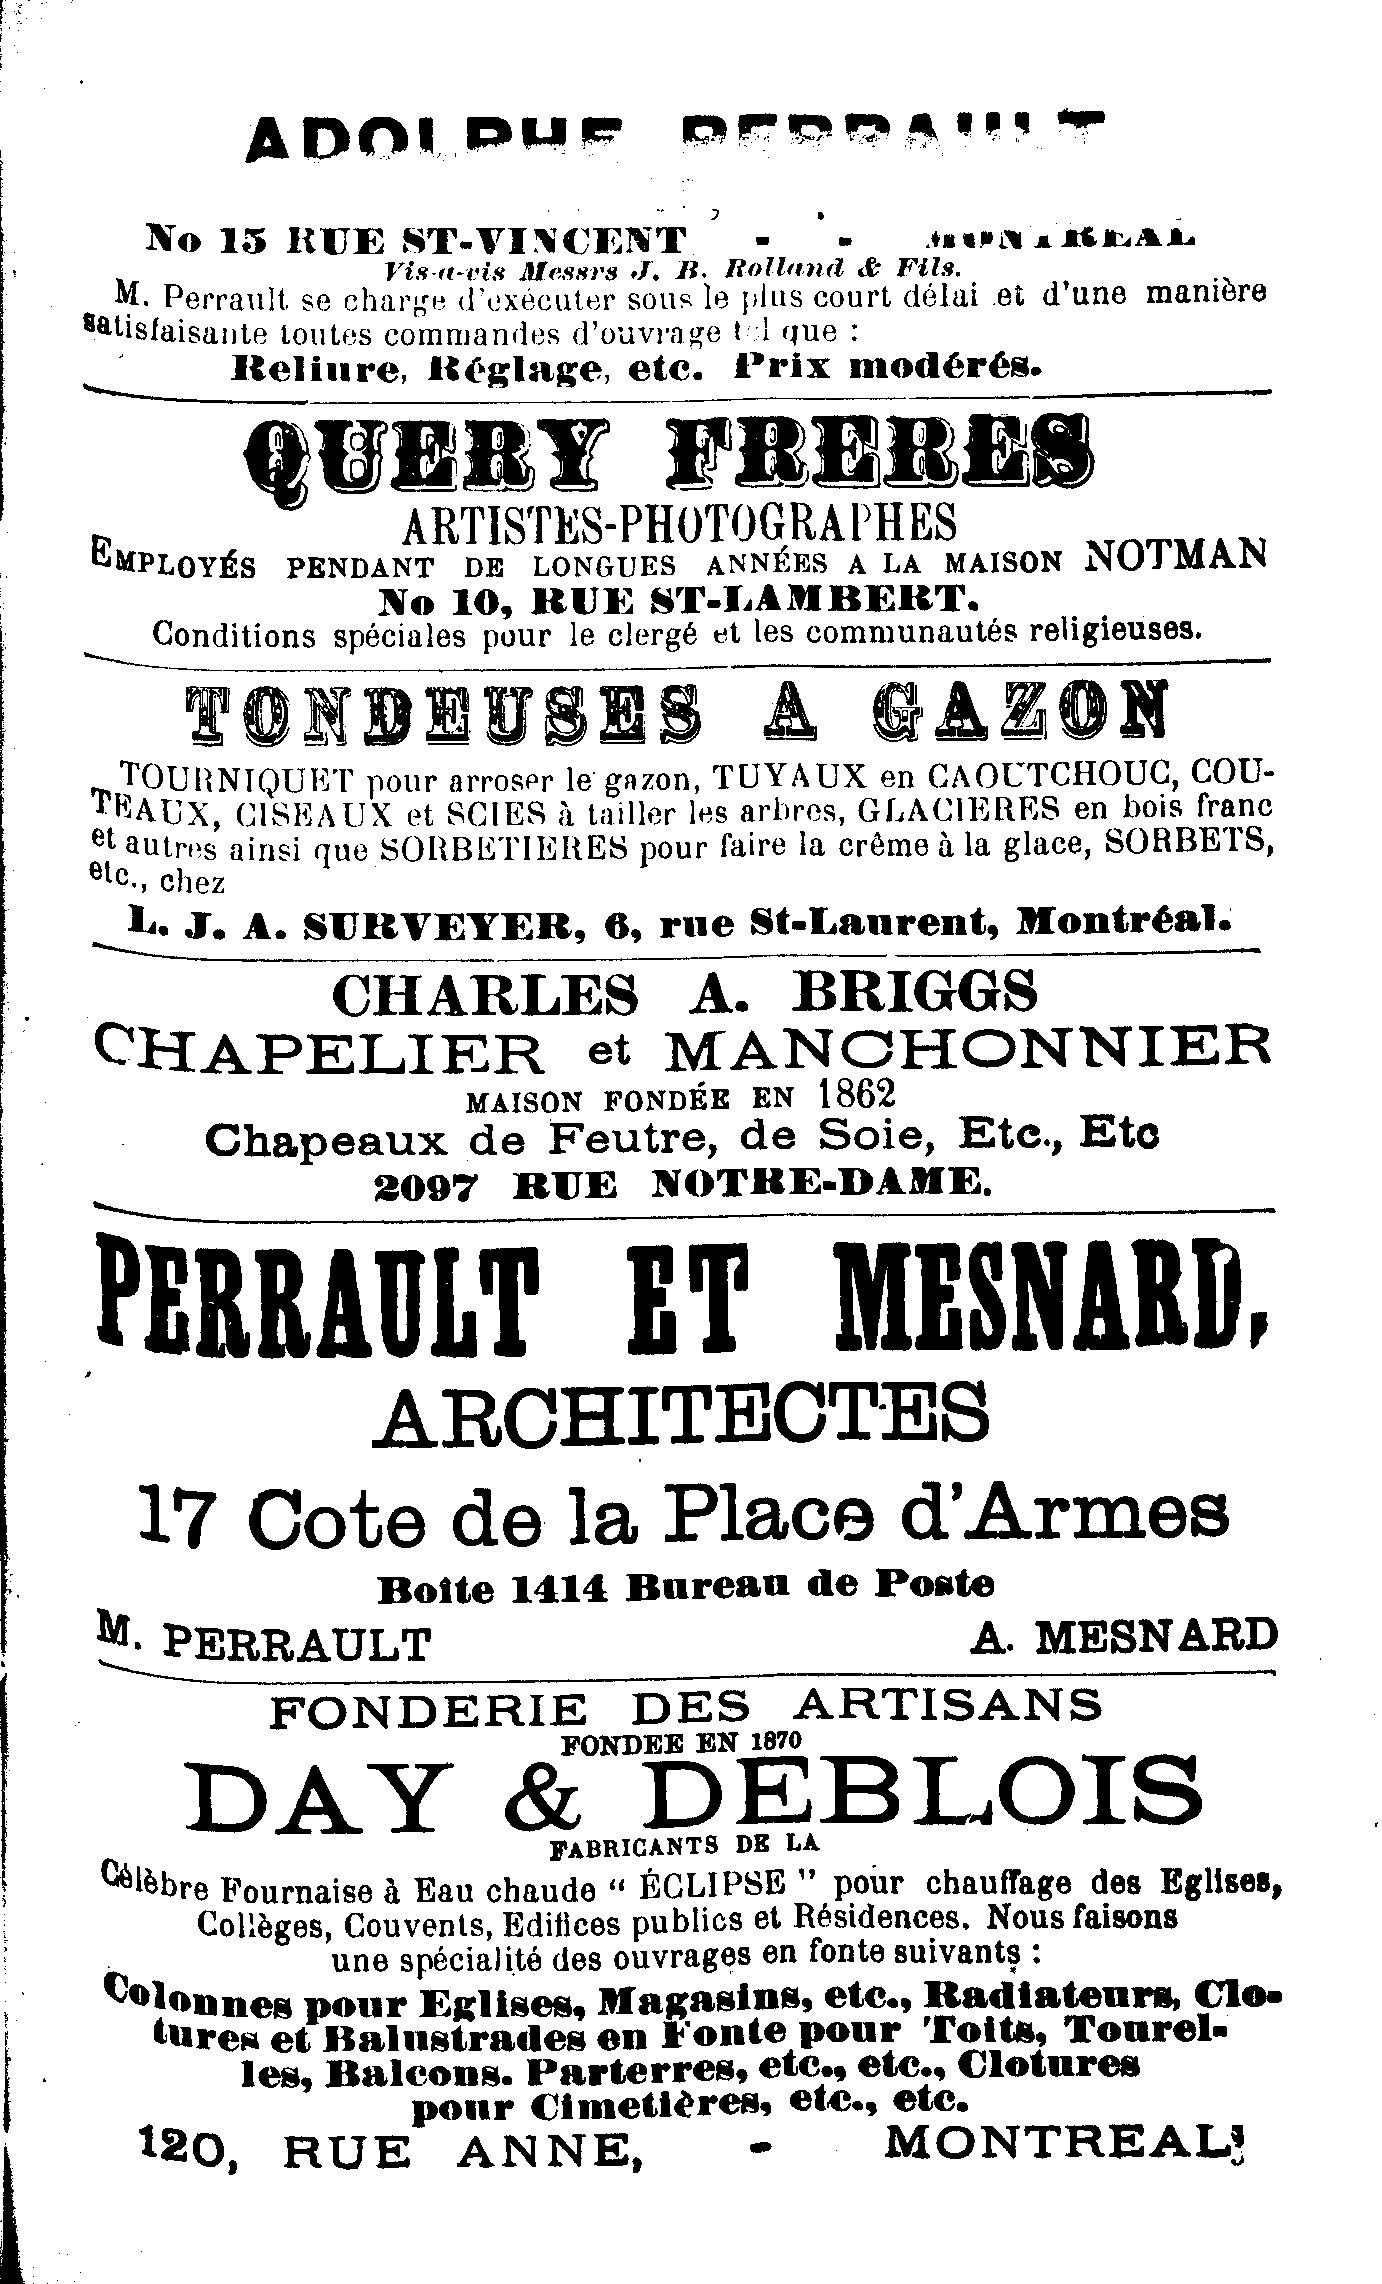 ADOLPHE PERRAULT
No 15 RUE ST-VINCENT - - MONTREAL
Vis-a-vis Messrs J. B. Rolland & Fils.
M. Perrault se charge d'exécuter sous le plus court délai et d'une manière
satisfaisante toutes commandes d'ouvrage tel que :
Reliure, Réglage, etc. Prix modérés.
QUERY FRERES
ARTISTES-PHOTOGRAPHES
EMPLOYÉS PENDANT DE LONGUES ANNÉES A LA MAISON NOTMAN
No 10, RUE ST-LAMBERT.
Conditions spéciales pour le clergé et les communautés religieuses.
TONDEUSES A GAZON
TOURNIQUET pour arroser le gazon, TUYAUX en CAOUTCHOUC, COU-
TEAUX, CISEAUX et SCIES à tailler les arbres, GLACIERES en bois franc
et autres ainsi que SORBETIERES pour faire la crême à la glace, SORBETS,
etc., chez
L. J. A. SURVEYER, 6, rue St-Laurent, Montréal.
CHARLES A. BRIGGS
CHAPELIER et MANCHONNIER
MAISON FONDÉE EN 1862
Chapeaux de Feutre, de Soie, Etc., Etc
2097 RUE NOTRE-DAME.
PERRAULT ET MESNARD,
ARCHITECTES
17 Cote de la Place d'Armes
Boite 1414 Bureau de Poste
M. PERRAULT A. MESNARD
FONDERIE DES ARTISANS
FONDEE EN 1870
DAY & DEBLOIS
FABRICANTS DE LA
Célèbre Fournaise à Eau chaude “ ÉCLIPSE ” pour chauffage des Eglises,
Collèges, Couvents, Edifices publics et Résidences. Nous faisons
une spécialité des ouvrages en fonte suivants :
Colonnes pour Eglises, Magasins, etc., Radiateurs, Clo-
tures et Balustrades en Fonte pour Toits, Tourel-
les, Balcons. Parterres, etc., etc., Clotures
pour Cimetières, etc., etc.
120, RUE ANNE, - MONTREAL